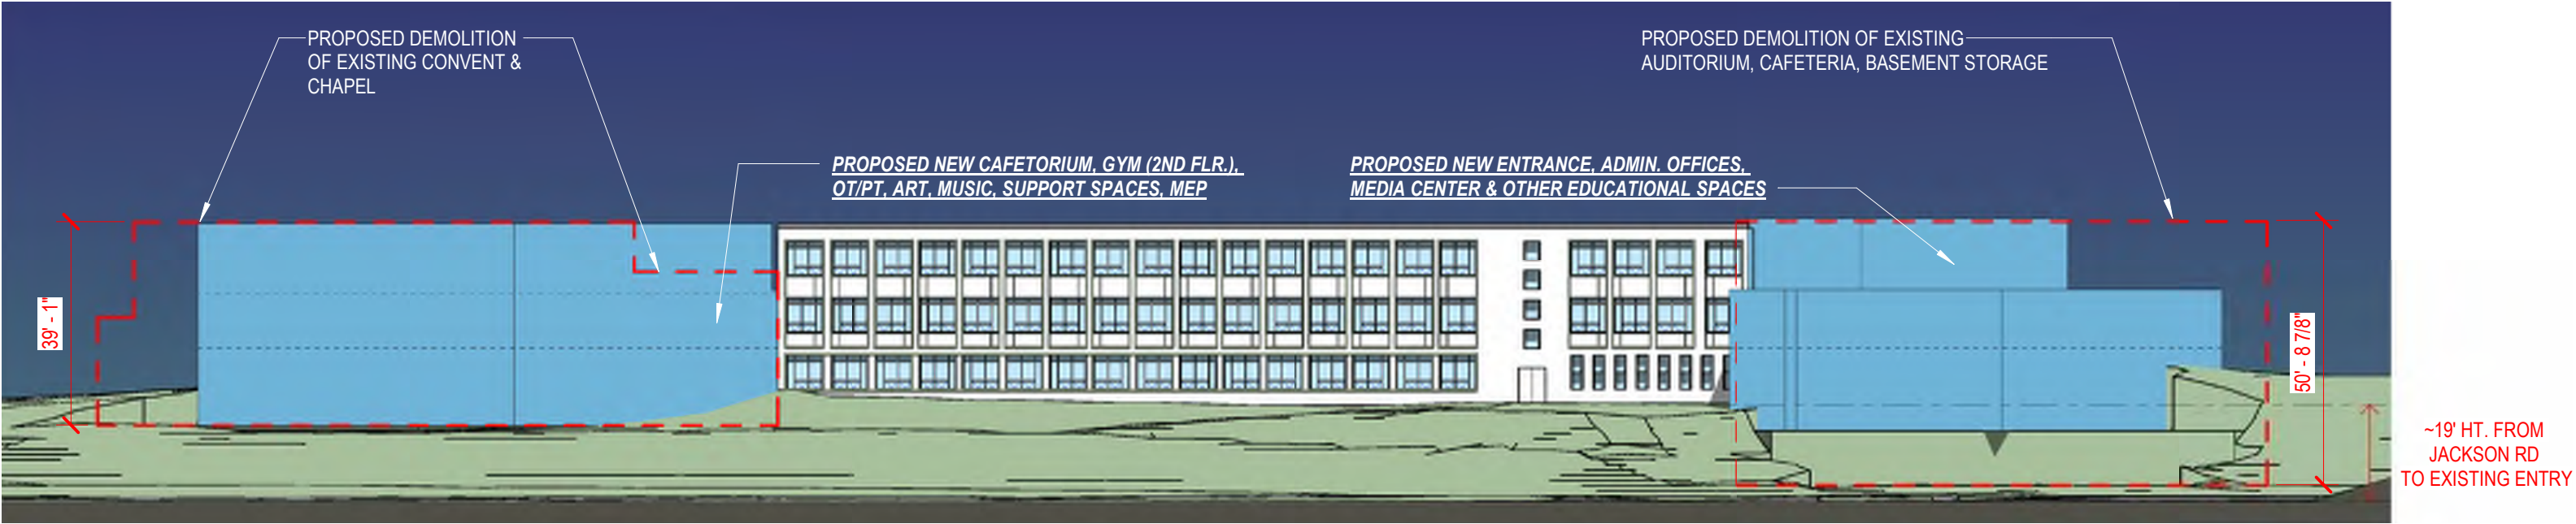 PROPOSED DEMOLITION
OF EXISTING CONVENT &
CHAPEL
PROPOSED DEMOLITION OF EXISTING
AUDITORIUM, CAFETERIA, BASEMENT STORAGE
PROPOSED NEW CAFETORIUM, GYM (2ND FLR.),
OT/PT, ART, MUSIC, SUPPORT SPACES, MEP
PROPOSED NEW ENTRANCE, ADMIN. OFFICES,
MEDIA CENTER & OTHER EDUCATIONAL SPACES
39' - 1"
50' - 8 7/8"
~19' HT. FROM
JACKSON RD
TO EXISTING ENTRY